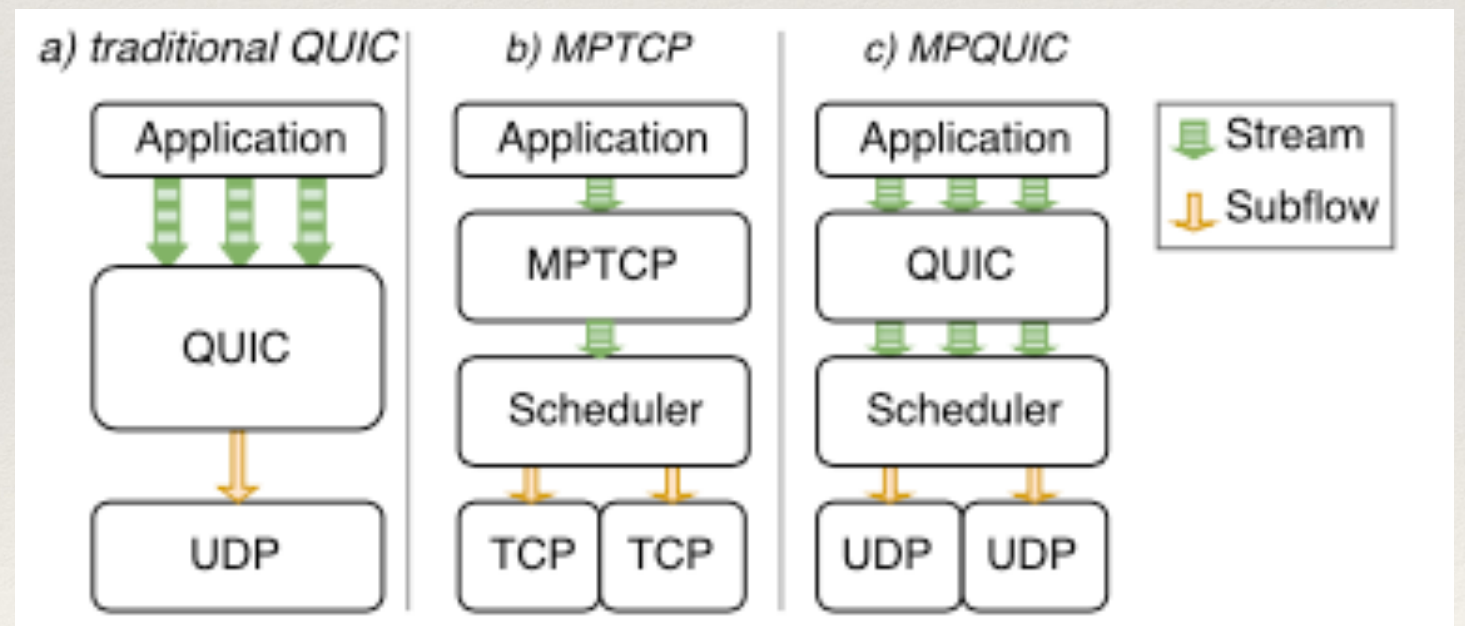 a) traditional QUIC
Application
QUIC
UDP
b) MPTCP
Application
MPTCP
Scheduler
TCP TCP
c) MPQUIC
Application
QUIC
Scheduler
UDP UDP
Stream
Subflow